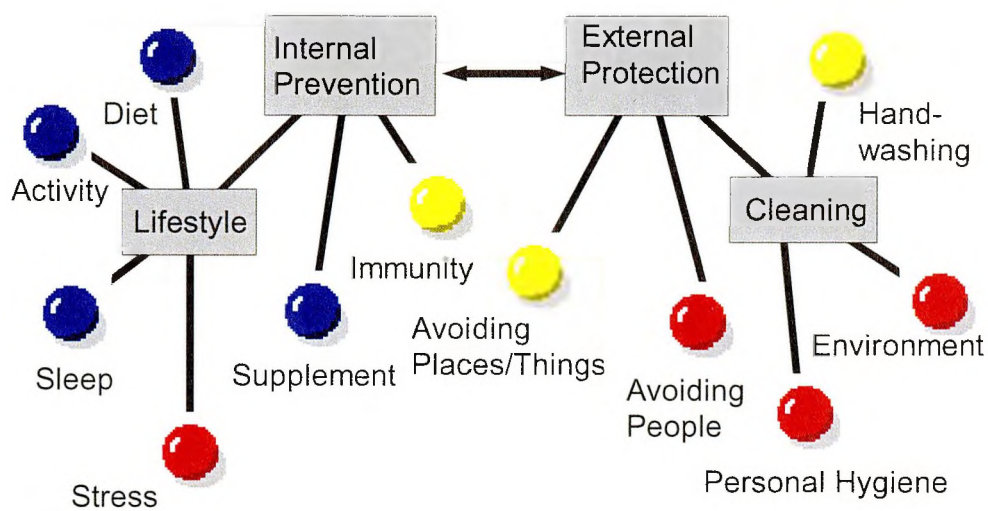 Internal
Prevention
External
Protection
Diet
Hand-
washing
Activity
Lifestyle
Cleaning
Immunity
Avoiding
Places/Things
Environment
Sleep
Supplement
Avoiding
People
Stress
Personal Hygiene